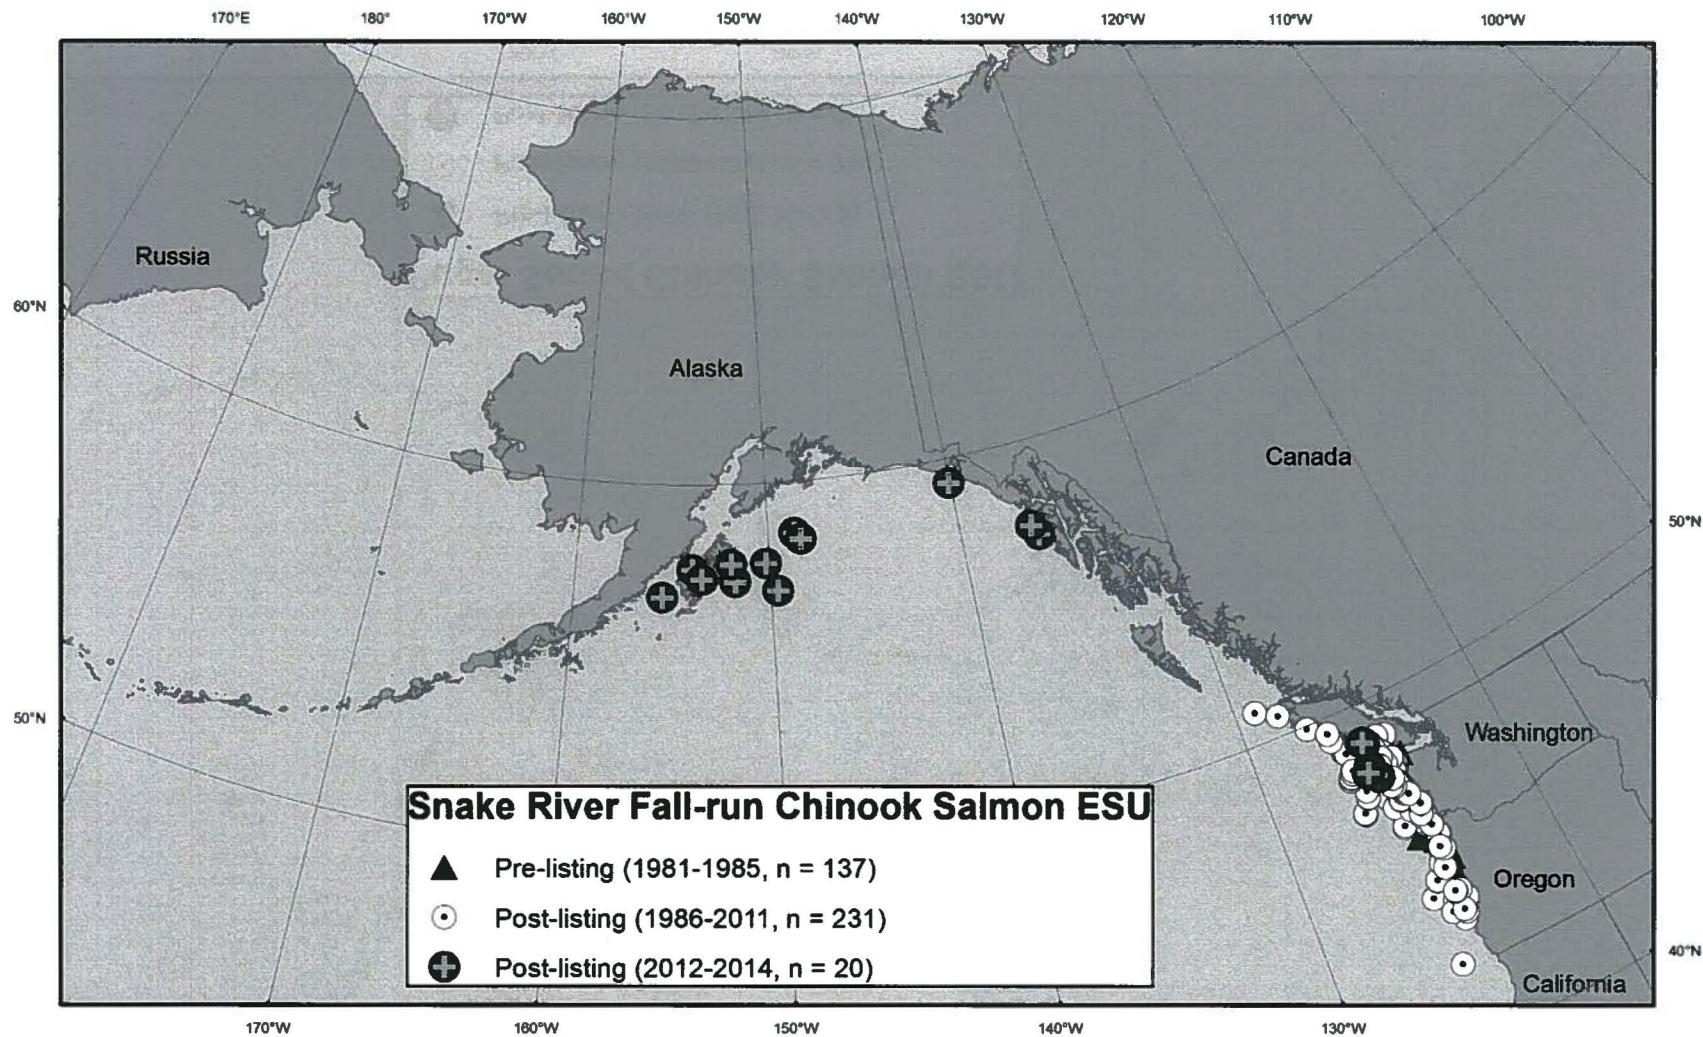 170°E 180° 170°W 160°W 150°W 140°W 130°W 120°W 110°W 100°W
Russia
60°N
Alaska
Canada
50°N
50°N
Washington
Snake River Fall-run Chinook Salmon ESU
Pre-listing (1981-1985, n = 137)
Oregon
Post-listing (1986-2011, n = 231)
40°N
Post-listing (2012-2014, n = 20)
California
170°W 160°W 150°W 140°W 130°W